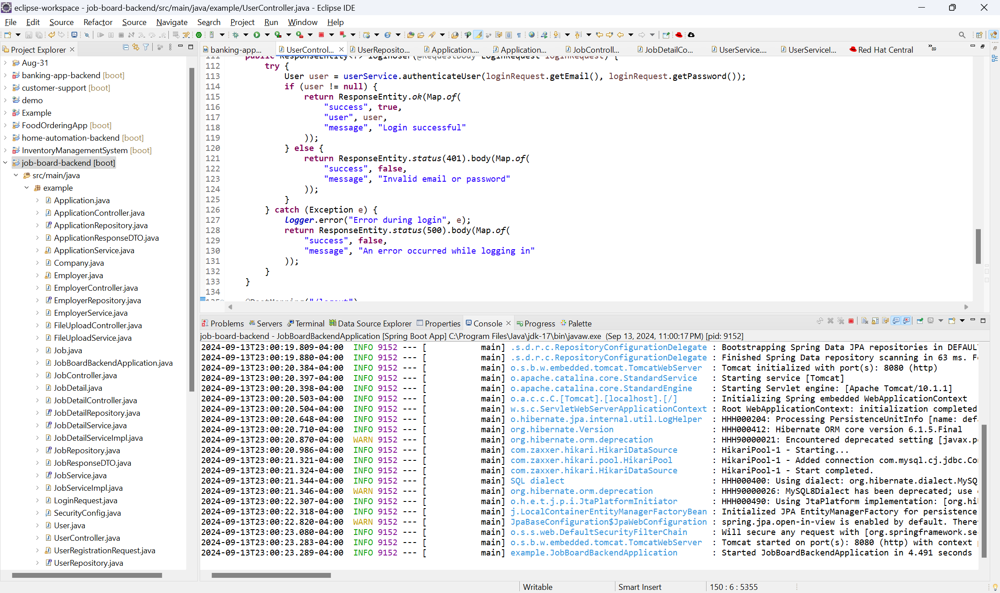 eclipse-workspace - job-board-backend/src/main/java/example/UserController.java - Eclipse IDE
File Edit Source Refactor Source Navigate Search Project Run Window Help
Project Explorer
Aug-31
banking-app-backend [boot]
customer-support [boot]
demo
Example
FoodOrderingApp [boot]
home-automation-backend [boot]
InventoryManagementSystem [boot]
job-board-backend [boot]
src/main/java
example
Application.java
ApplicationController.java
ApplicationRepository.java
ApplicationResponseDTO.java
ApplicationService.java
Company.java
Employer.java
EmployerController.java
EmployerRepository.java
EmployerService.java
FileUploadController.java
FileUploadService.java
Job.java
JobBoardBackendApplication.java
JobController.java
JobDetail.java
JobDetailController.java
JobDetailRepository.java
JobDetailService.java
JobDetailServiceImpl.java
JobRepository.java
JobResponseDTO.java
JobService.java
JobServiceImpl.java
LoginRequest.java
SecurityConfig.java
User.java
UserController.java
UserRegistrationRequest.java
UserRepository.java
banking-app... UserControl... UserReposito... Application.... Application... JobControll... JobDetailCo... UserService.... UserServiceI... Red Hat Central »89
111 public ResponseEntity<?> loginUser(@RequestBody LoginRequest loginRequest) {
112 try {
113 User user = userService.authenticateUser(loginRequest.getEmail(), loginRequest.getPassword());
114 if (user != null) {
115 return ResponseEntity.ok(Map.of(
116 "success", true,
117 "user", user,
118 "message", "Login successful"
119 ));
120 } else {
121 return ResponseEntity.status(401).body(Map.of(
122 "success", false,
123 "message", "Invalid email or password"
124 ));
125 }
126 } catch (Exception e) {
127 logger.error("Error during login", e);
128 return ResponseEntity.status(500).body(Map.of(
129 "success", false,
130 "message", "An error occurred while logging in"
131 ));
132 }
133 }
134
135 @PostMapping("/logout")
Problems Servers Terminal Data Source Explorer Properties Console Progress Palette
job-board-backend - JobBoardBackendApplication [Spring Boot App] C:\Program Files\Java\jdk-17\bin\javaw.exe (Sep 13, 2024, 11:00:17 PM) [pid: 9152]
2024-09-13T23:00:19.809-04:00 INFO 9152 --- [ main] .s.d.r.c.RepositoryConfigurationDelegate : Bootstrapping Spring Data JPA repositories in DEFAUL
2024-09-13T23:00:19.880-04:00 INFO 9152 --- [ main] .s.d.r.c.RepositoryConfigurationDelegate : Finished Spring Data repository scanning in 63 ms. F
2024-09-13T23:00:20.384-04:00 INFO 9152 --- [ main] o.s.b.w.embedded.tomcat.TomcatWebServer : Tomcat initialized with port(s): 8080 (http)
2024-09-13T23:00:20.397-04:00 INFO 9152 --- [ main] o.apache.catalina.core.StandardService : Starting service [Tomcat]
2024-09-13T23:00:20.398-04:00 INFO 9152 --- [ main] o.apache.catalina.core.StandardEngine : Starting Servlet engine: [Apache Tomcat/10.1.1]
2024-09-13T23:00:20.503-04:00 INFO 9152 --- [ main] o.a.c.c.C.[Tomcat].[localhost].[/] : Initializing Spring embedded WebApplicationContext
2024-09-13T23:00:20.504-04:00 INFO 9152 --- [ main] w.s.c.ServletWebServerApplicationContext : Root WebApplicationContext: initialization completed
2024-09-13T23:00:20.648-04:00 INFO 9152 --- [ main] o.hibernate.jpa.internal.util.LogHelper : HHH000204: Processing PersistenceUnitInfo [name: def
2024-09-13T23:00:20.710-04:00 INFO 9152 --- [ main] org.hibernate.Version : HHH000412: Hibernate ORM core version 6.1.5.Final
2024-09-13T23:00:20.870-04:00 WARN 9152 --- [ main] org.hibernate.orm.deprecation : HHH90000021: Encountered deprecated setting [javax.p
2024-09-13T23:00:20.986-04:00 INFO 9152 --- [ main] com.zaxxer.hikari.HikariDataSource : HikariPool-1 - Starting...
2024-09-13T23:00:21.321-04:00 INFO 9152 --- [ main] com.zaxxer.hikari.pool.HikariPool : HikariPool-1 - Added connection com.mysql.cj.jdbc.Co
2024-09-13T23:00:21.324-04:00 INFO 9152 --- [ main] com.zaxxer.hikari.HikariDataSource : HikariPool-1 - Start completed.
2024-09-13T23:00:21.344-04:00 INFO 9152 --- [ main] SQL dialect : HHH000400: Using dialect: org.hibernate.dialect.MySQ
2024-09-13T23:00:21.346-04:00 WARN 9152 --- [ main] org.hibernate.orm.deprecation : HHH90000026: MySQL8Dialect has been deprecated; use
2024-09-13T23:00:22.307-04:00 INFO 9152 --- [ main] o.h.e.t.j.p.i.JtaPlatformInitiator : HHH000490: Using JtaPlatform implementation: [org.hi
2024-09-13T23:00:22.318-04:00 INFO 9152 --- [ main] j.LocalContainerEntityManagerFactoryBean : Initialized JPA EntityManagerFactory for persistence
2024-09-13T23:00:22.820-04:00 WARN 9152 --- [ main] JpaBaseConfiguration$JpaWebConfiguration : spring.jpa.open-in-view is enabled by default. There
2024-09-13T23:00:23.080-04:00 INFO 9152 --- [ main] o.s.s.web.DefaultSecurityFilterChain : Will secure any request with [org.springframework.se
2024-09-13T23:00:23.283-04:00 INFO 9152 --- [ main] o.s.b.w.embedded.tomcat.TomcatWebServer : Tomcat started on port(s): 8080 (http) with context
2024-09-13T23:00:23.289-04:00 INFO 9152 --- [ main] example.JobBoardBackendApplication : Started JobBoardBackendApplication in 4.491 seconds
Writable Smart Insert 150 : 6 : 5355